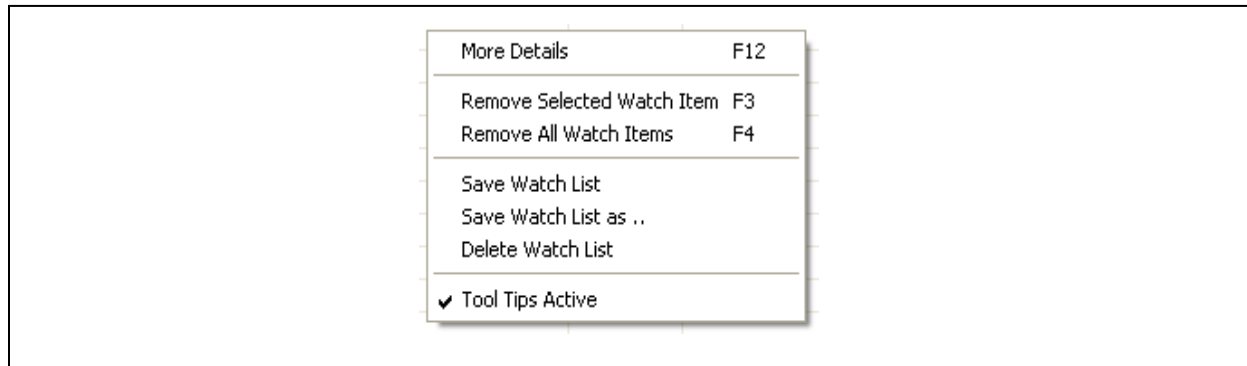 More Details F12
Remove Selected Watch Item F3
Remove All Watch Items F4
Save Watch List
Save Watch List as ..
Delete Watch List
Tool Tips Active